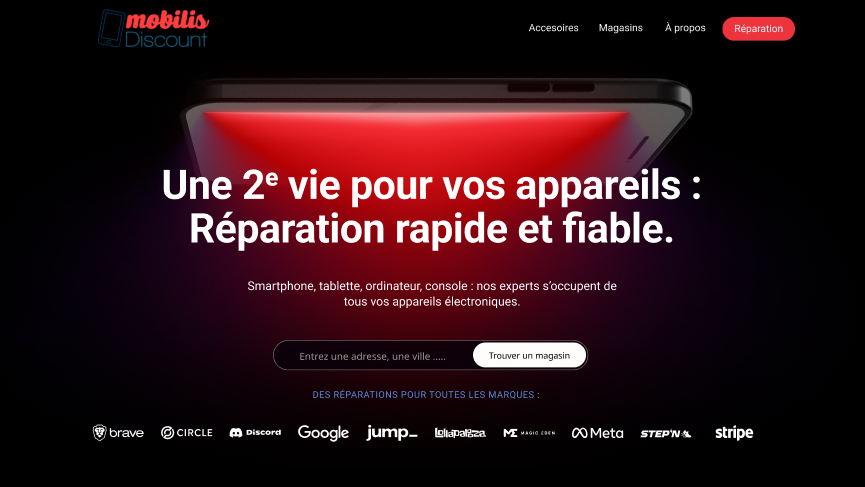 mobilis
Discount
Accesoires Magasins À propos Réparation
Une 2e vie pour vos appareils :
Réparation rapide et fiable.
Smartphone, tablette, ordinateur, console : nos experts s’occupent de
tous vos appareils électroniques.
Entrez une adresse, une ville ..... Trouver un magasin
DES RÉPARATIONS POUR TOUTES LES MARQUES :
brave CIRCLE Discord Google jump_ Lollapalooza MAGIC EDEN Meta STEP'N stripe